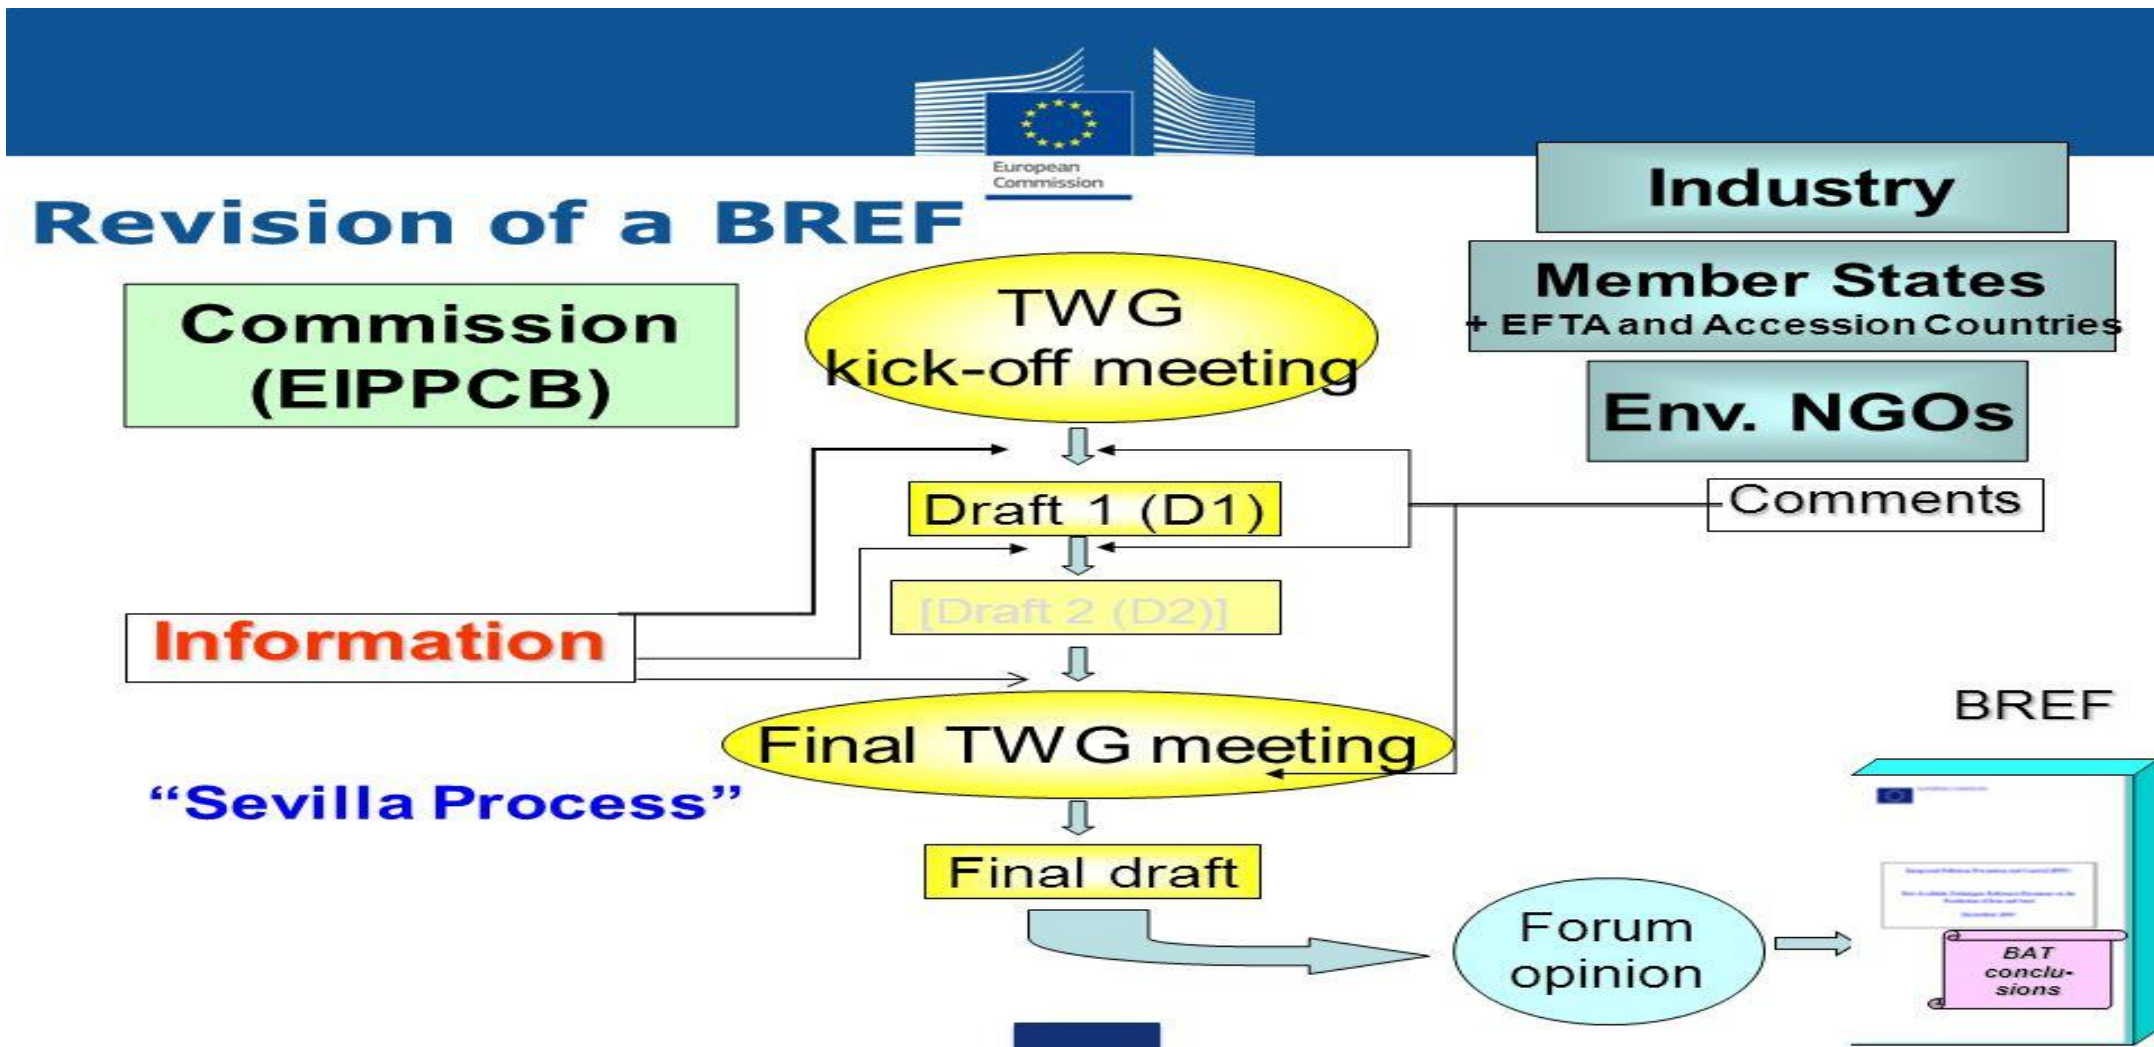 European
Commission
Revision of a BREF
Industry
Member States
+ EFTA and Accession Countries
Env. NGOs
Commission
(EIPPCB)
TWG
kick-off meeting
Comments
Draft 1 (D1)
[Draft 2 (D2)]
Information
Final TWG meeting
“Sevilla Process”
Final draft
Forum
opinion
BREF
BAT
conclu-
sions